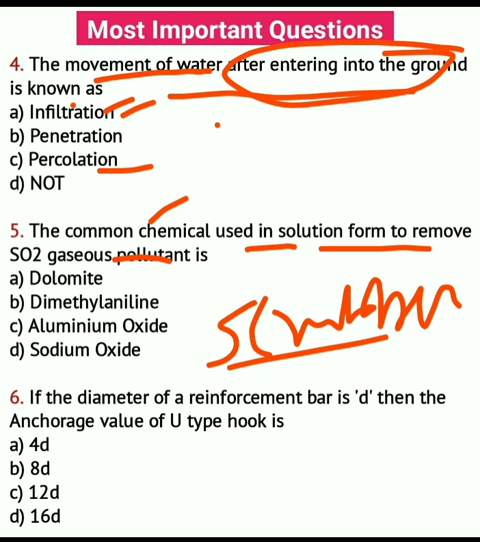 Most Important Questions
4. The movement of water after entering into the ground
is known as
a) Infiltration
b) Penetration
c) Percolation
d) NOT
5. The common chemical used in solution form to remove
SO2 gaseous pollutant is
a) Dolomite
b) Dimethylaniline
c) Aluminium Oxide
d) Sodium Oxide
6. If the diameter of a reinforcement bar is 'd' then the
Anchorage value of U type hook is
a) 4d
b) 8d
c) 12d
d) 16d